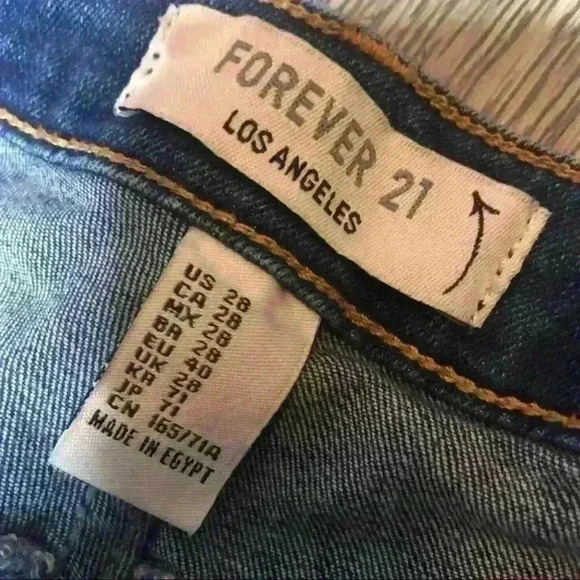 FOREVER 21
LOS ANGELES
US 28
CA 28
MX 28
BR 28
EU 40
UK 28
KR 71
JP 71
CN 165/71A
MADE IN EGYPT